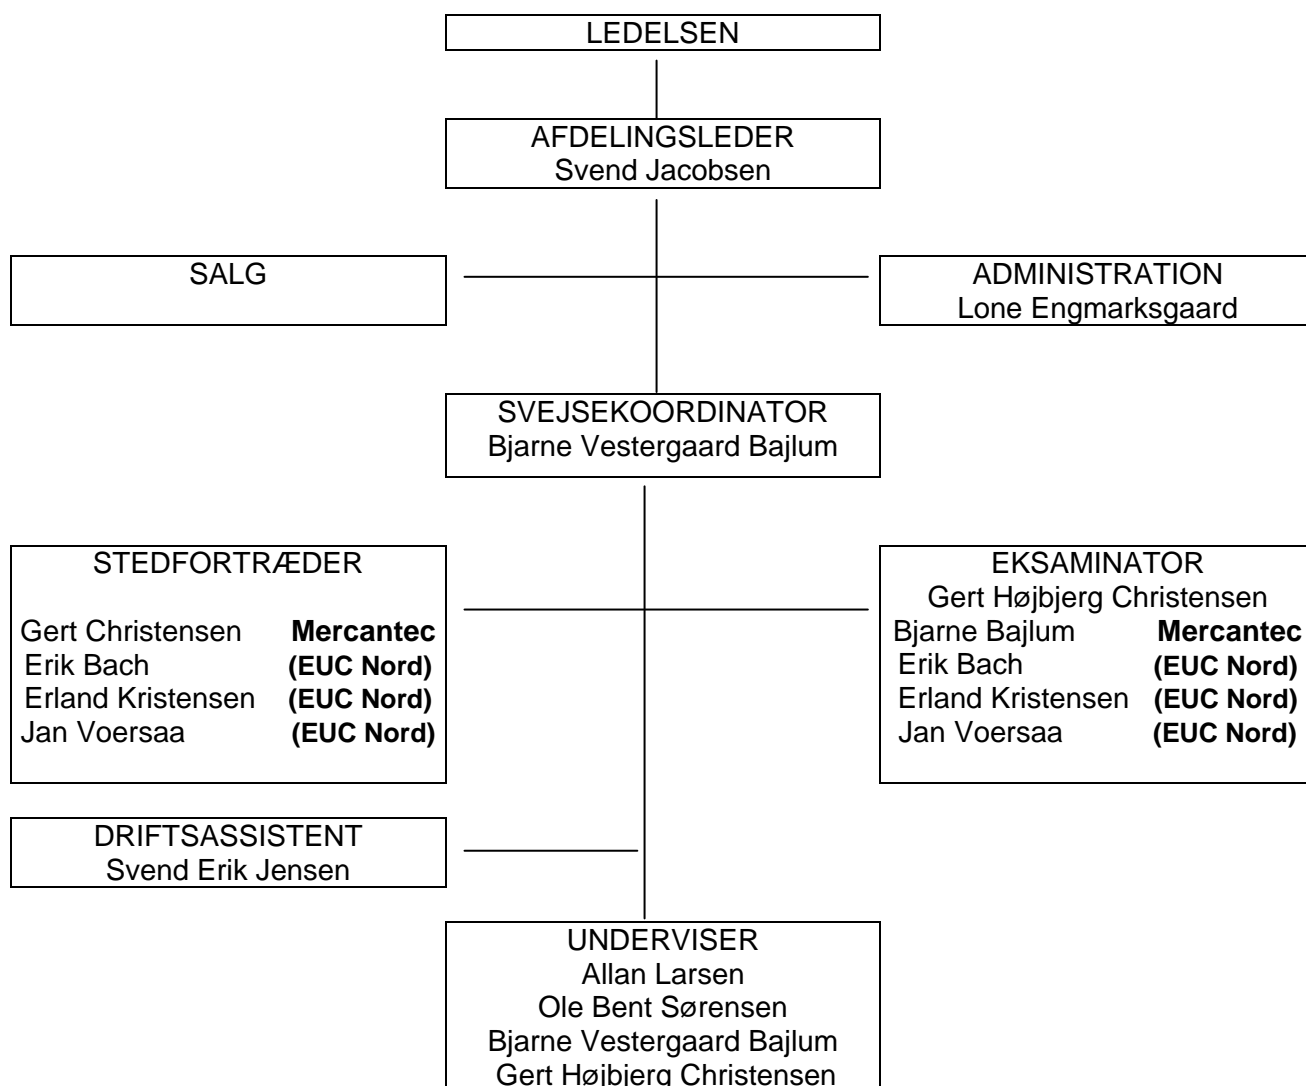 LEDELSEN
AFDELINGSLEDER
Svend Jacobsen
SALG
ADMINISTRATION
Lone Engmarksgaard
SVEJSEKOORDINATOR
Bjarne Vestergaard Bajlum
STEDFORTRÆDER
Gert Christensen Mercantec
Erik Bach (EUC Nord)
Erland Kristensen (EUC Nord)
Jan Voersaa (EUC Nord)
EKSAMINATOR
Gert Højbjerg Christensen
Bjarne Bajlum Mercantec
Erik Bach (EUC Nord)
Erland Kristensen (EUC Nord)
Jan Voersaa (EUC Nord)
DRIFTSASSISTENT
Svend Erik Jensen
UNDERVISER
Allan Larsen
Ole Bent Sørensen
Bjarne Vestergaard Bajlum
Gert Højbjerg Christensen